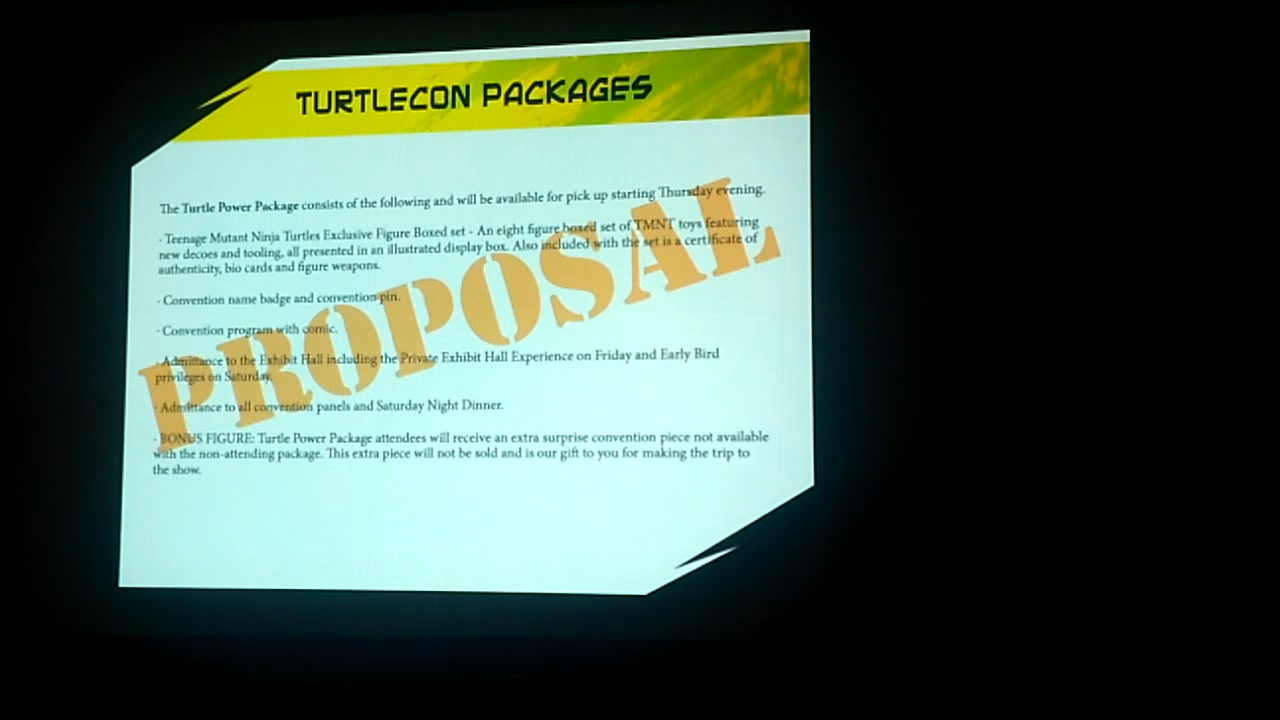 TURTLECON PACKAGES
The Turtle Power Package consists of the following and will be available for pick up starting Thursday evening.
· Teenage Mutant Ninja Turtles Exclusive Figure Boxed set - An eight figure boxed set of TMNT toys featuring
new decoes and tooling, all presented in an illustrated display box. Also included with the set is a certificate of
authenticity, bio cards and figure weapons.
· Convention name badge and convention pin.
· Convention program with comic.
· Admittance to the Exhibit Hall including the Private Exhibit Hall Experience on Friday and Early Bird
privileges on Saturday.
· Admittance to all convention panels and Saturday Night Dinner.
· BONUS FIGURE: Turtle Power Package attendees will receive an extra surprise convention piece not available
with the non-attending package. This extra piece will not be sold and is our gift to you for making the trip to
the show.
PROPOSAL